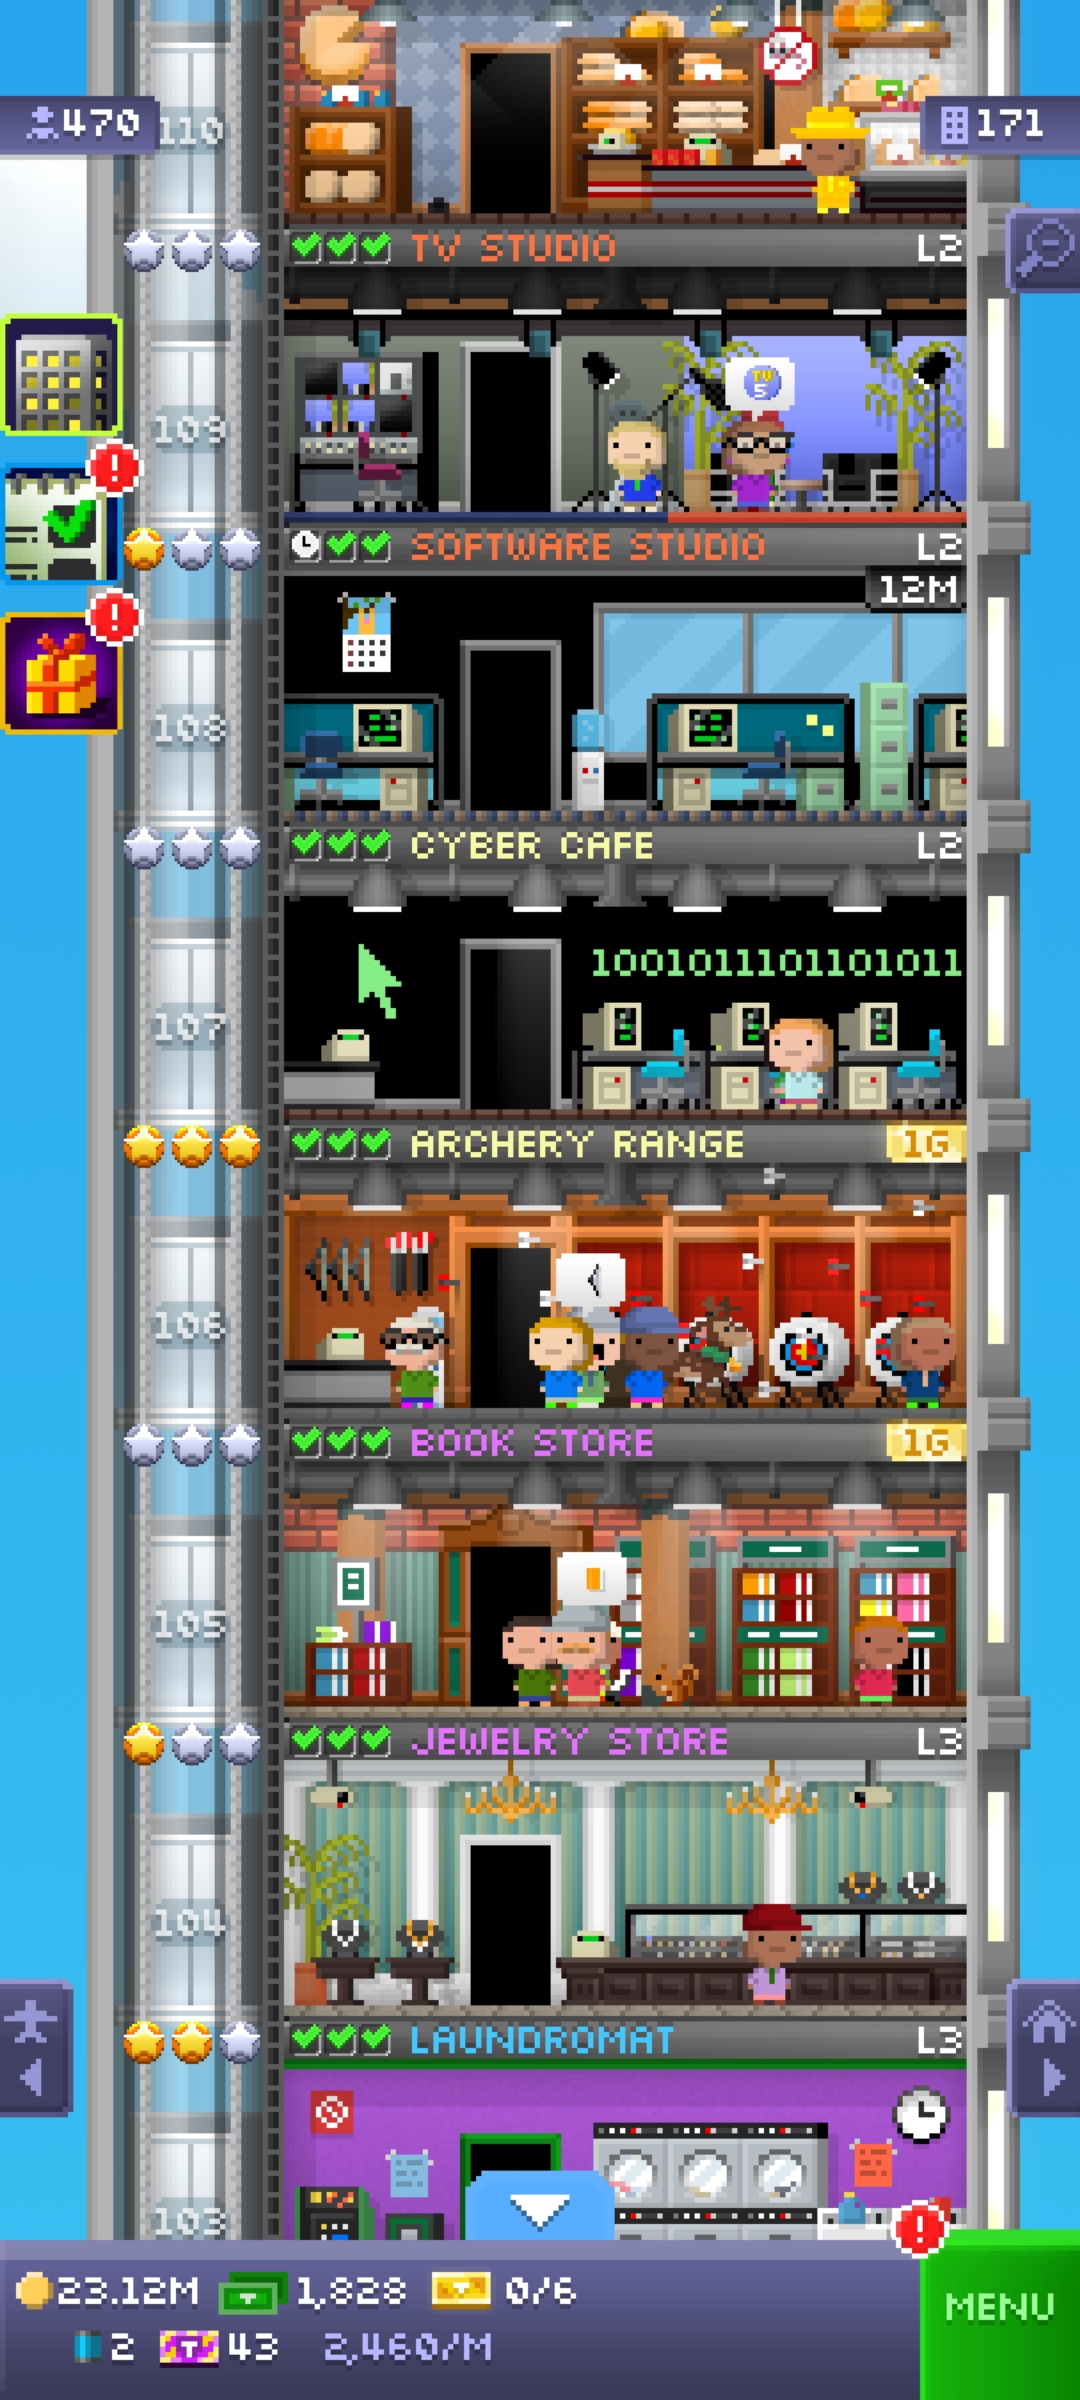 470
110
171
TV STUDIO L2
TV 5
109
SOFTWARE STUDIO L2
12M
108
CYBER CAFE L2
1001011101101011
107
ARCHERY RANGE 1G
106
BOOK STORE 1G
8
105
JEWELRY STORE L3
104
LAUNDROMAT L3
103
23.12M 1,828 0/6
MENU
2 T 43 2,460/M